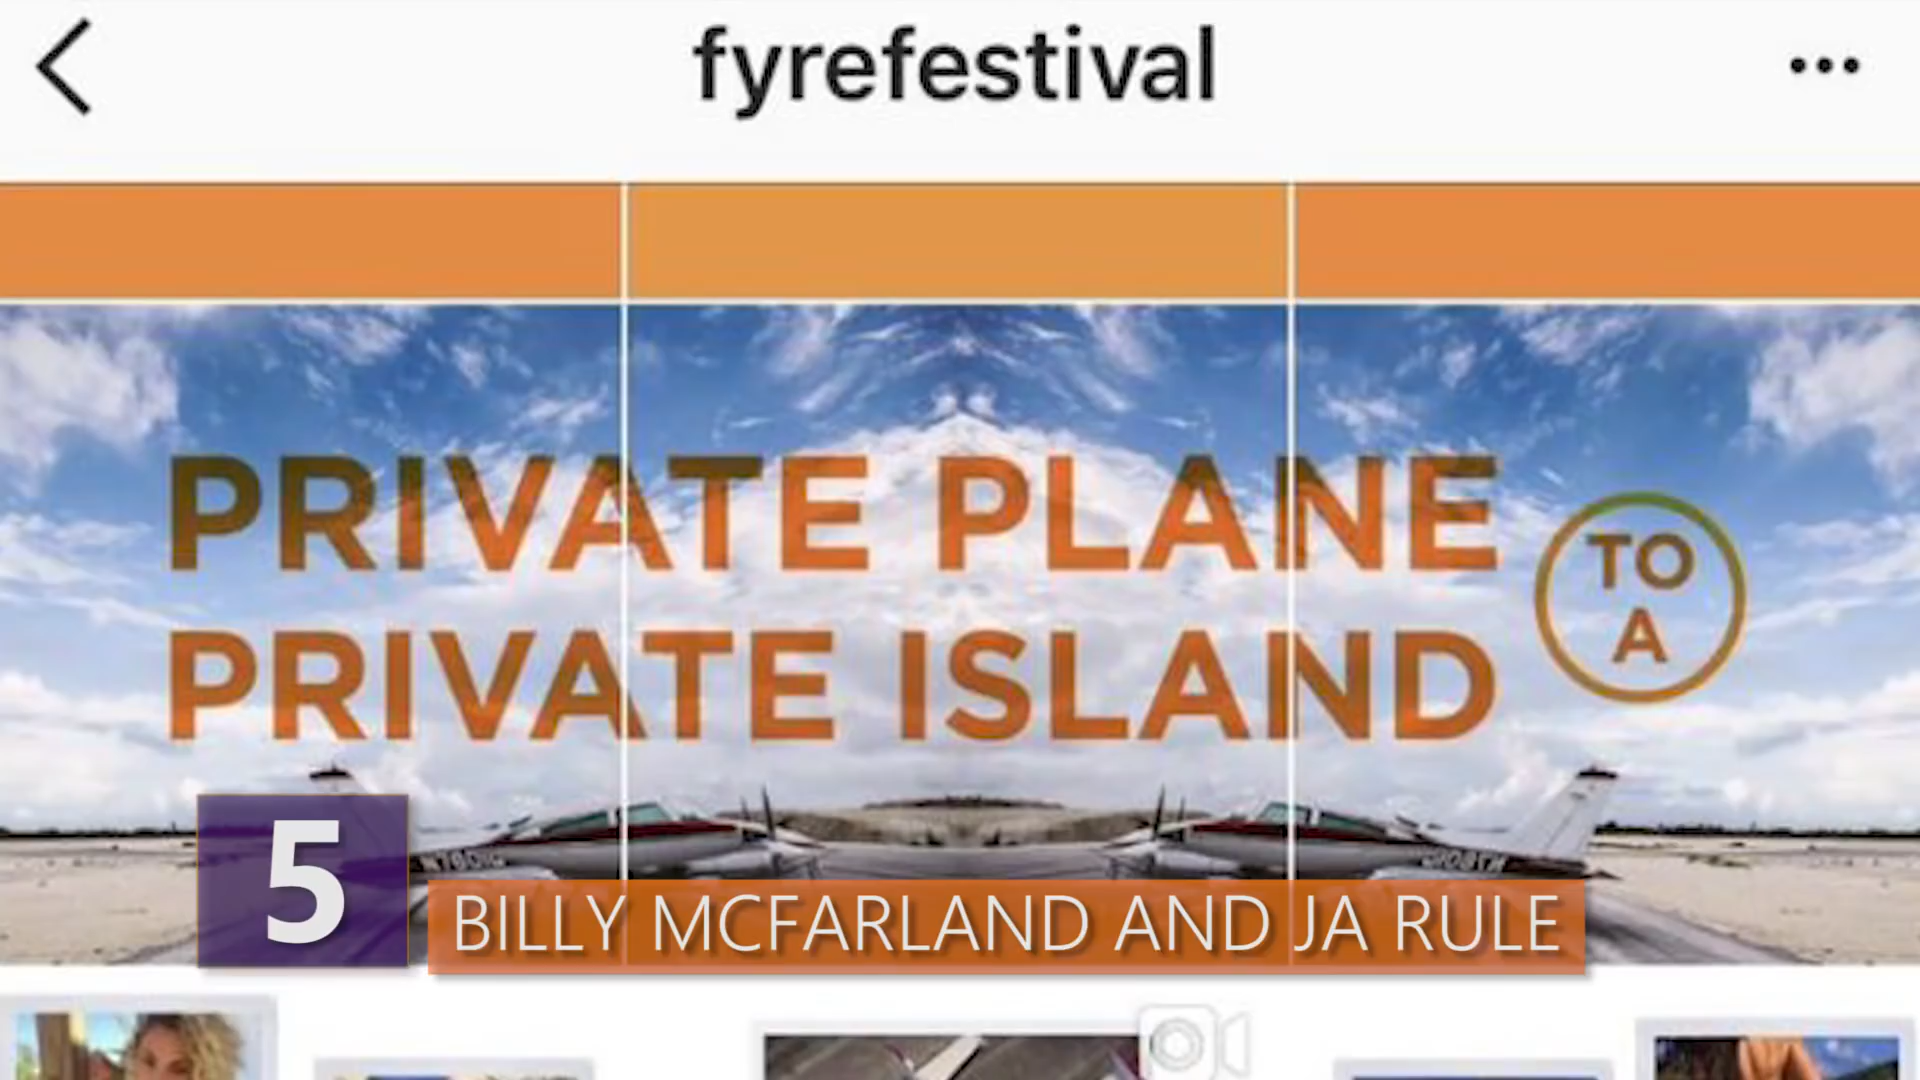 fyrefestival
PRIVATE PLANE
TO
A
PRIVATE ISLAND
5
BILLY MCFARLAND AND JA RULE